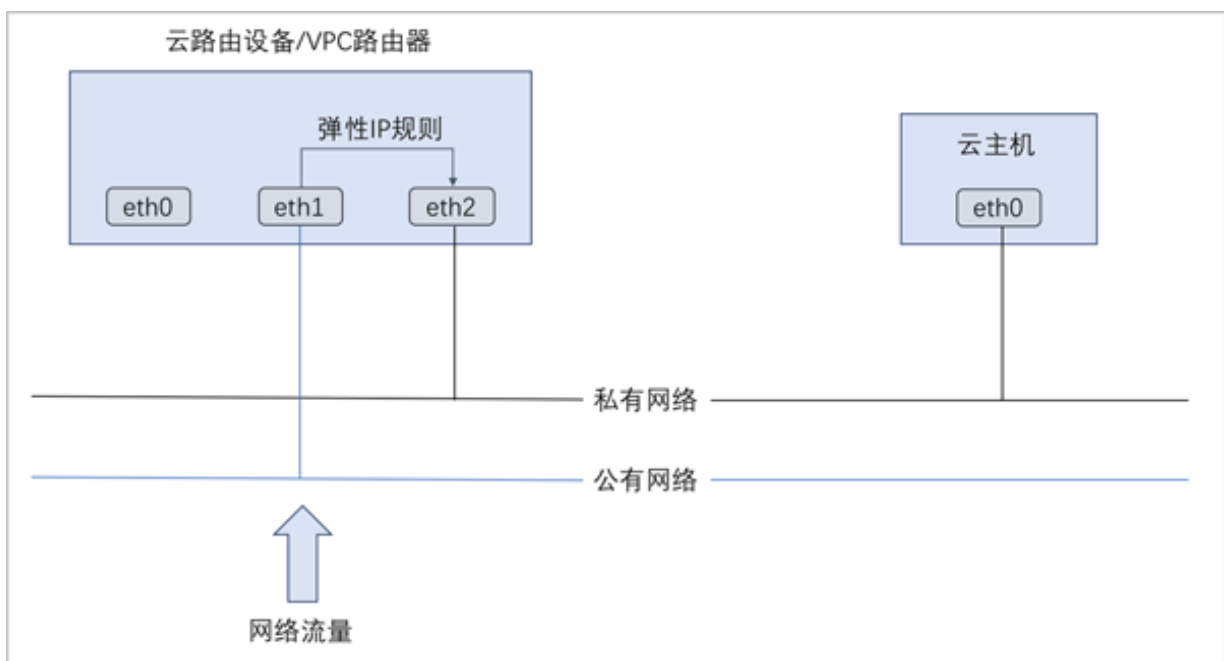 云路由设备/VPC路由器
弹性IP规则
云主机
eth0
eth1
eth2
eth0
私有网络
公有网络
网络流量